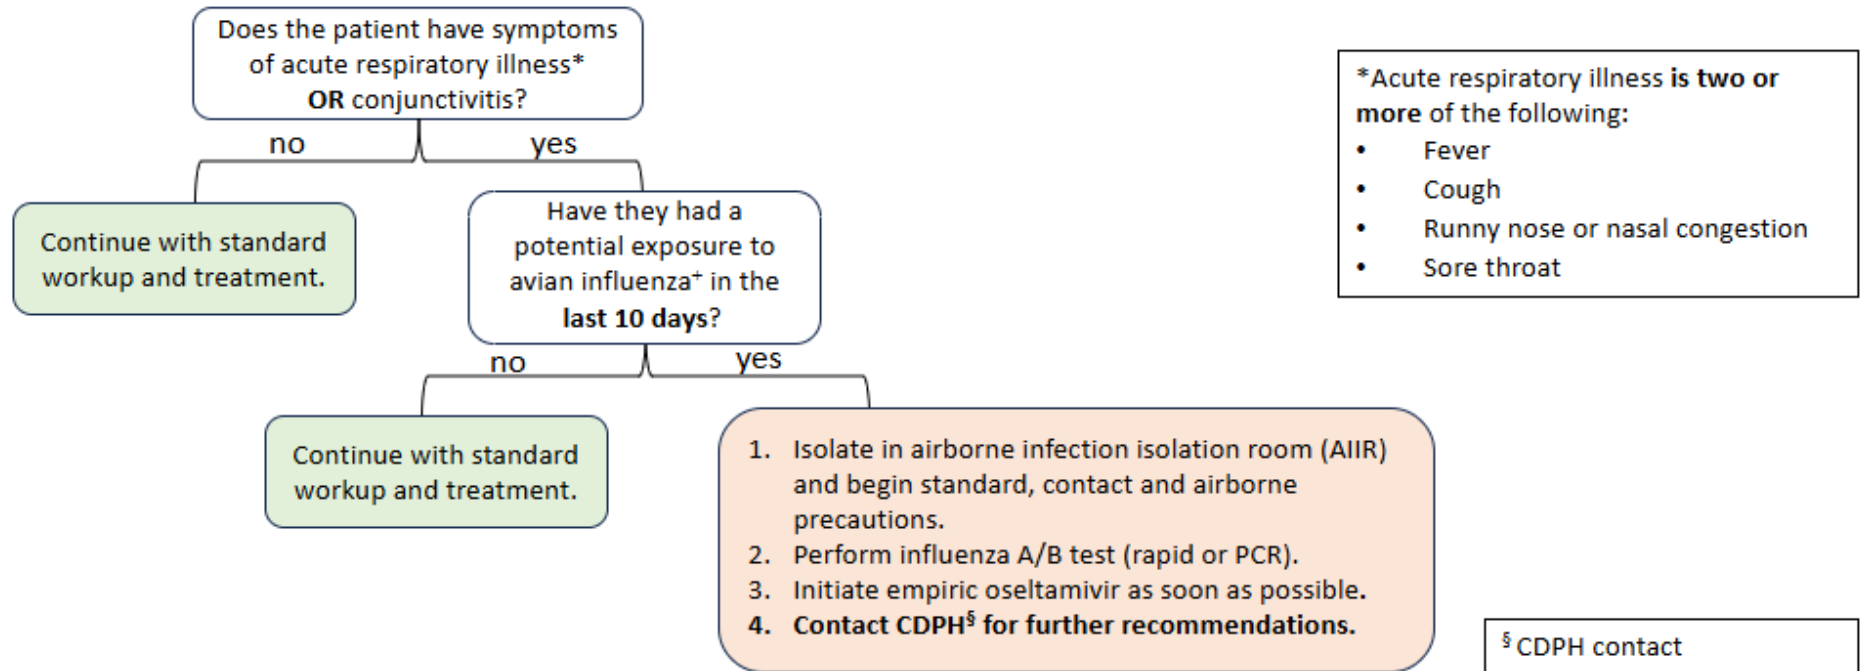 Does the patient have symptoms
of acute respiratory illness*
OR conjunctivitis?
no
yes
Continue with standard
workup and treatment.
Have they had a
potential exposure to
avian influenza⁺ in the
last 10 days?
no
yes
Continue with standard
workup and treatment.
1. Isolate in airborne infection isolation room (AIIR)
and begin standard, contact and airborne
precautions.
2. Perform influenza A/B test (rapid or PCR).
3. Initiate empiric oseltamivir as soon as possible.
4. Contact CDPH§ for further recommendations.
*Acute respiratory illness is two or
more of the following:
• Fever
• Cough
• Runny nose or nasal congestion
• Sore throat
§ CDPH contact